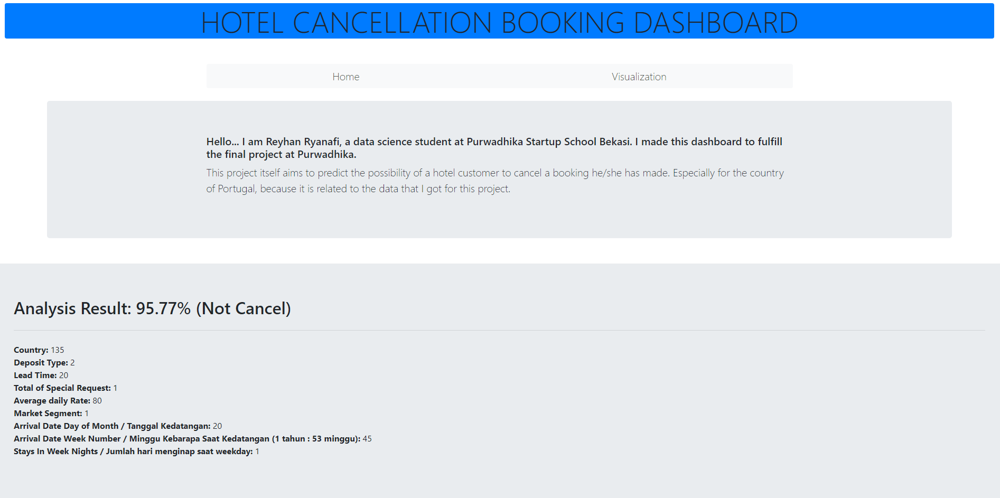 HOTEL CANCELLATION BOOKING DASHBOARD
Home
Visualization
Hello... I am Reyhan Ryanafi, a data science student at Purwadhika Startup School Bekasi. I made this dashboard to fulfill
the final project at Purwadhika.
This project itself aims to predict the possibility of a hotel customer to cancel a booking he/she has made. Especially for the country
of Portugal, because it is related to the data that I got for this project.
Analysis Result: 95.77% (Not Cancel)
Country: 135
Deposit Type: 2
Lead Time: 20
Total of Special Request: 1
Average daily Rate: 80
Market Segment: 1
Arrival Date Day of Month / Tanggal Kedatangan: 20
Arrival Date Week Number / Minggu Kebarapa Saat Kedatangan (1 tahun : 53 minggu): 45
Stays In Week Nights / Jumlah hari menginap saat weekday: 1